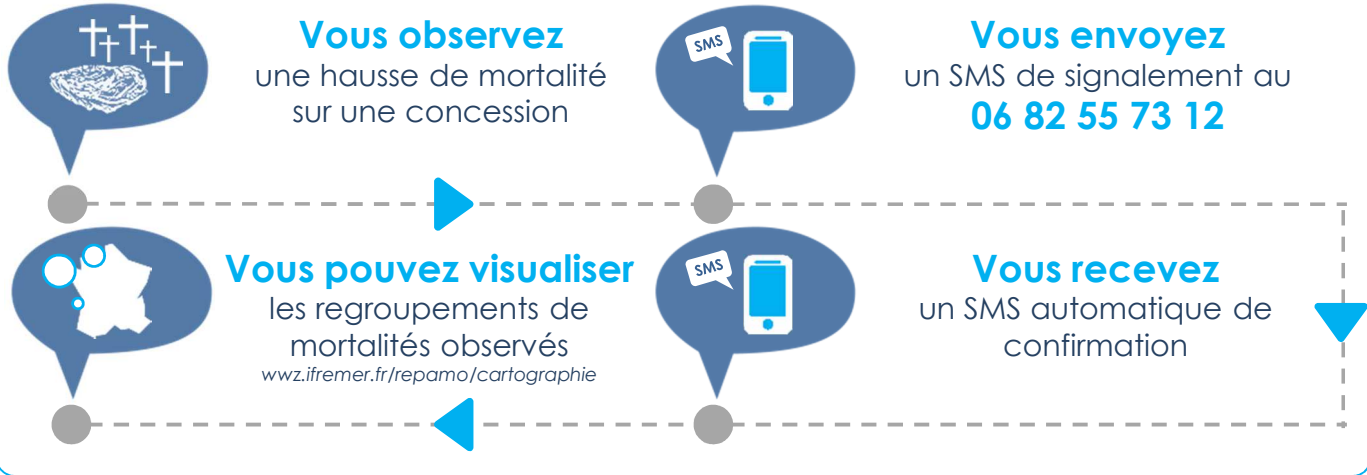 Vous observez
une hausse de mortalité
sur une concession
SMS
Vous envoyez
un SMS de signalement au
06 82 55 73 12
SMS
Vous recevez
un SMS automatique de
confirmation
Vous pouvez visualiser
les regroupements de
mortalités observés
wwz.ifremer.fr/repamo/cartographie